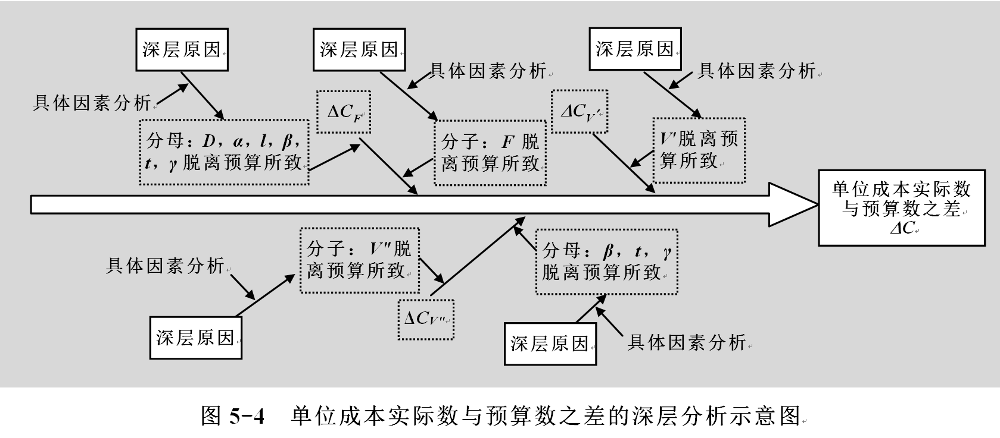 深层原因
深层原因
深层原因
具体因素分析
具体因素分析
具体因素分析
ΔC_F
ΔC_V′
分母：D，α，l，β，
t，γ 脱离预算所致
分子：F 脱
离预算所致
V′脱离预
算所致
单位成本实际数
与预算数之差
ΔC
分子：V″脱
离预算所致
分母：β，t，γ
脱离预算所致
具体因素分析
ΔC_V″
深层原因
深层原因
具体因素分析
图 5-4 单位成本实际数与预算数之差的深层分析示意图